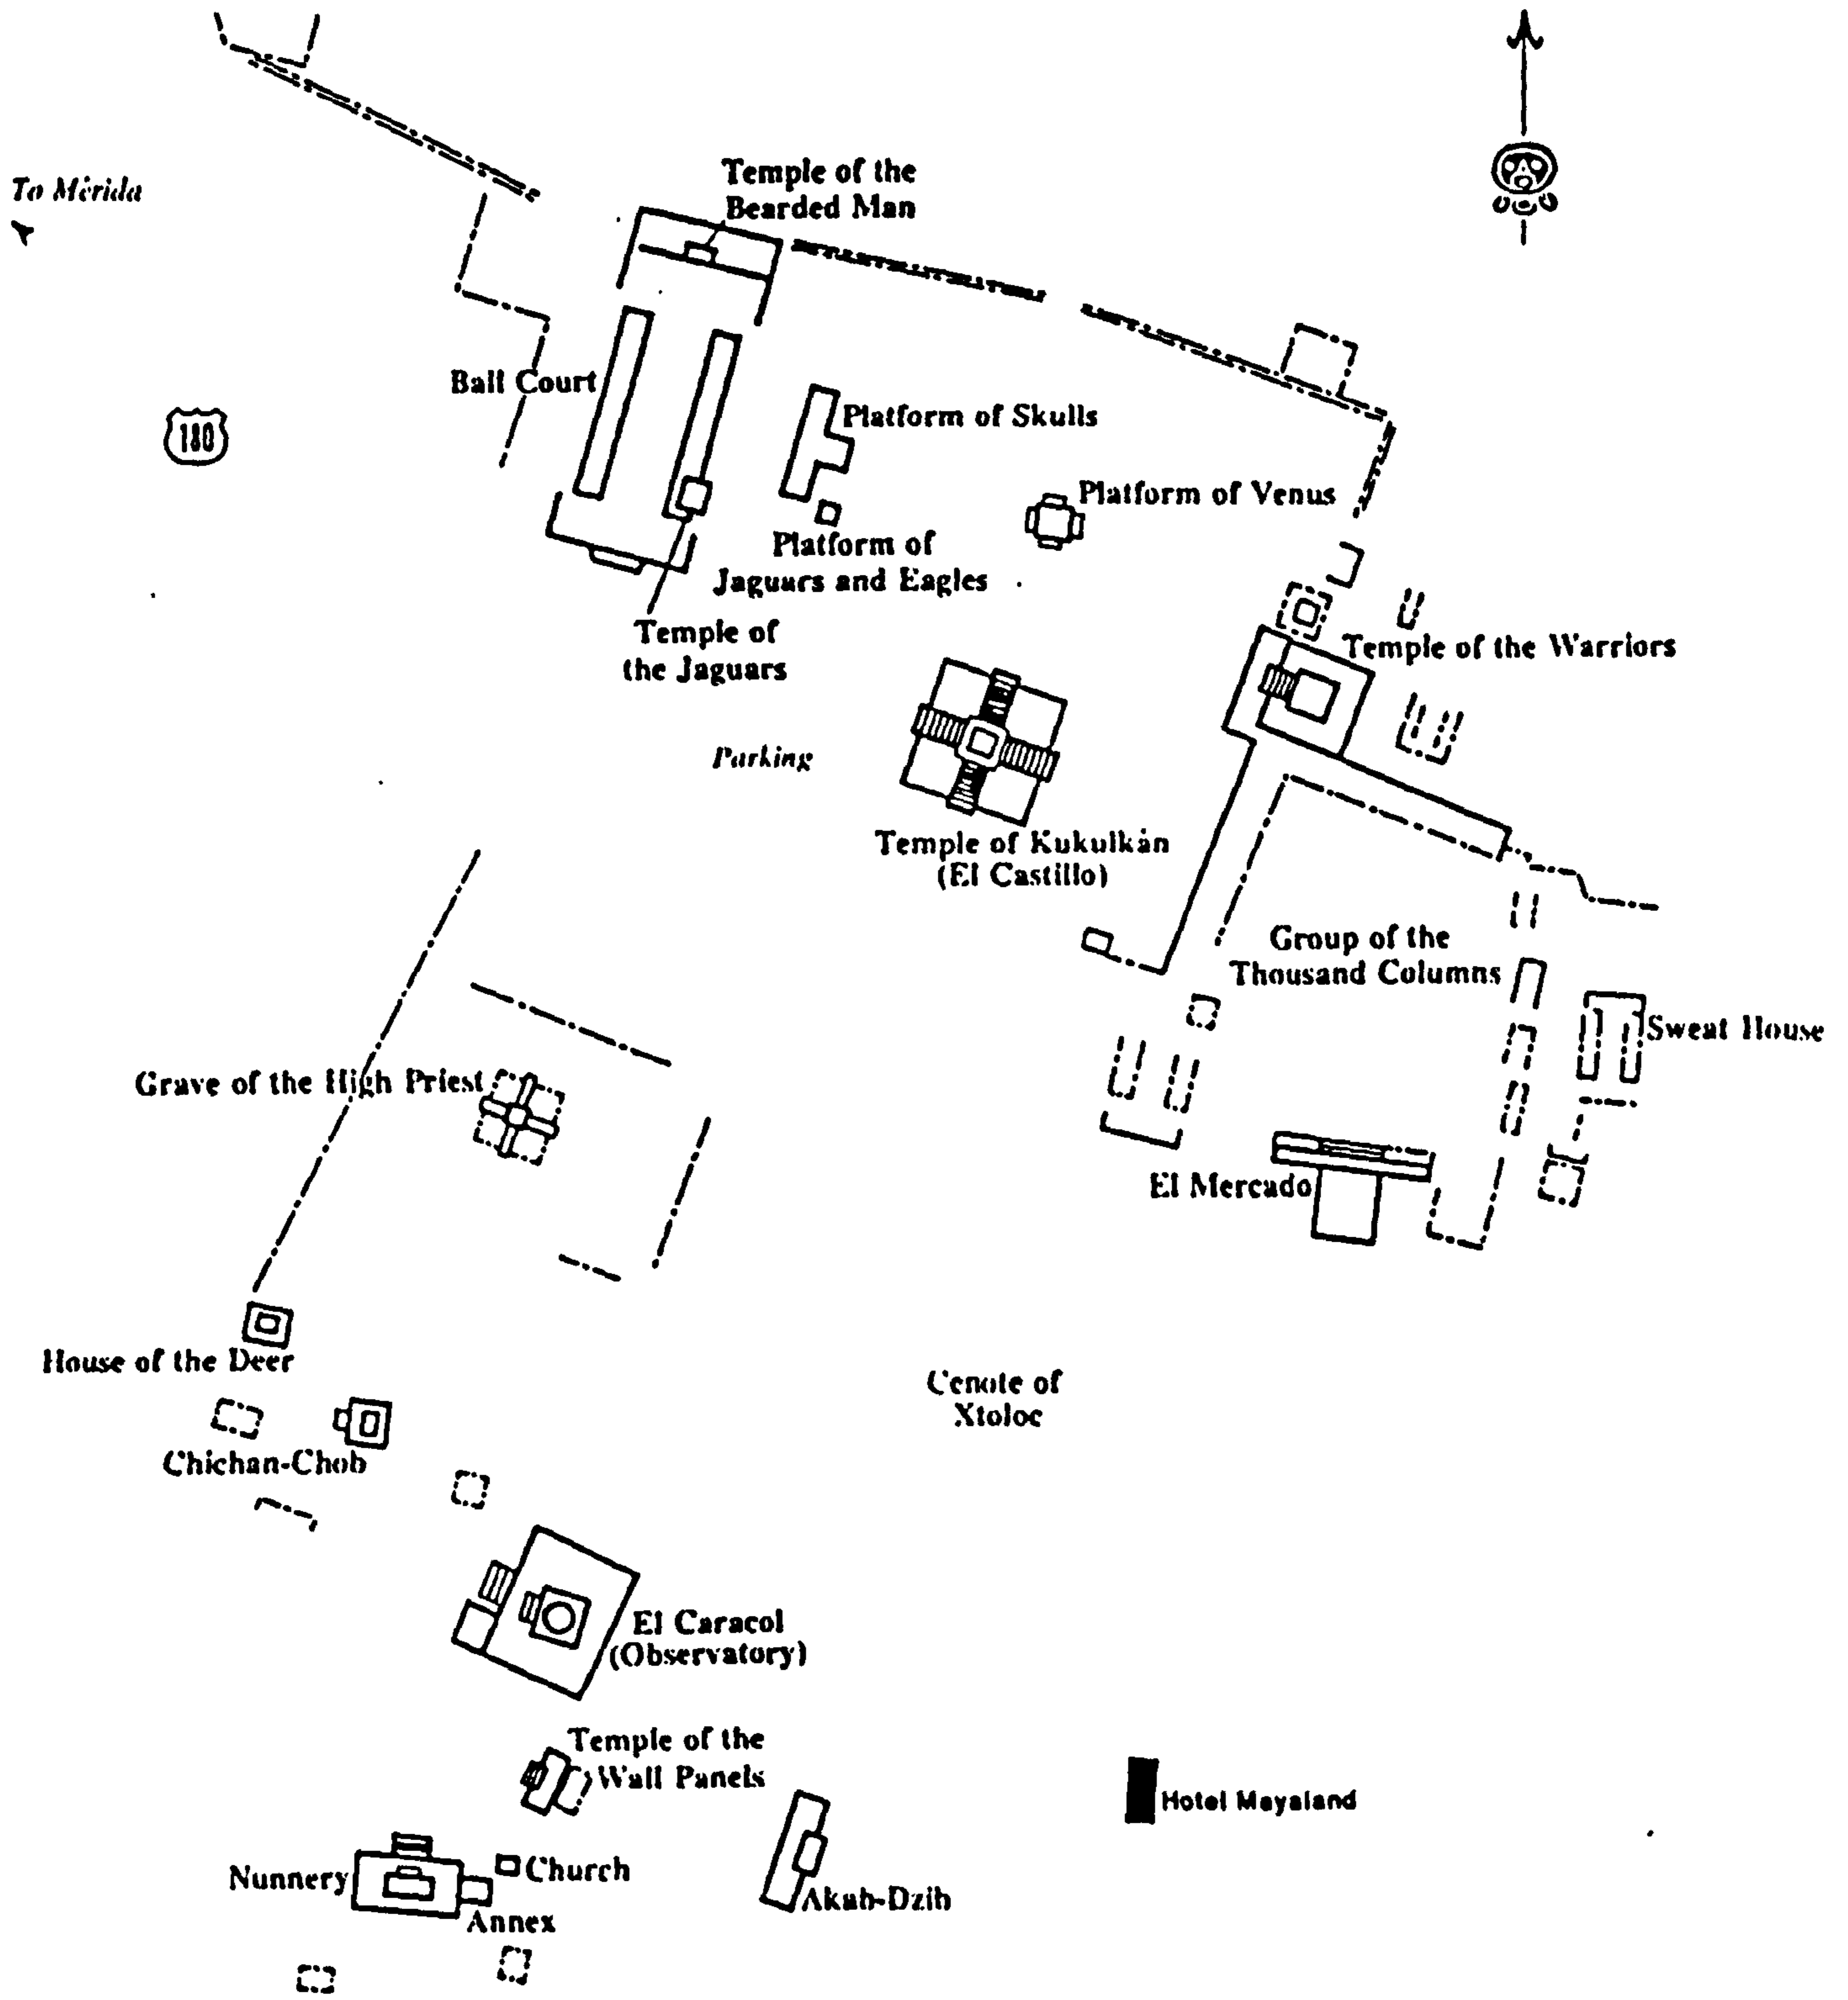 Temple of the
Bearded Man
To Mérida
Ball Court
Platform of Skulls
180
Platform of Venus
Platform of
Jaguars and Eagles
Temple of
the Jaguars
Temple of the Warriors
Parking
Temple of Kukulkán
(El Castillo)
Group of the
Thousand Columns
Sweat House
Grave of the High Priest
El Mercado
House of the Deer
Cenote of
Xtoloc
Chichan-Chob
El Caracol
(Observatory)
Temple of the
Wall Panels
Hotel Mayaland
Nunnery
Church
Akab-Dzib
Annex